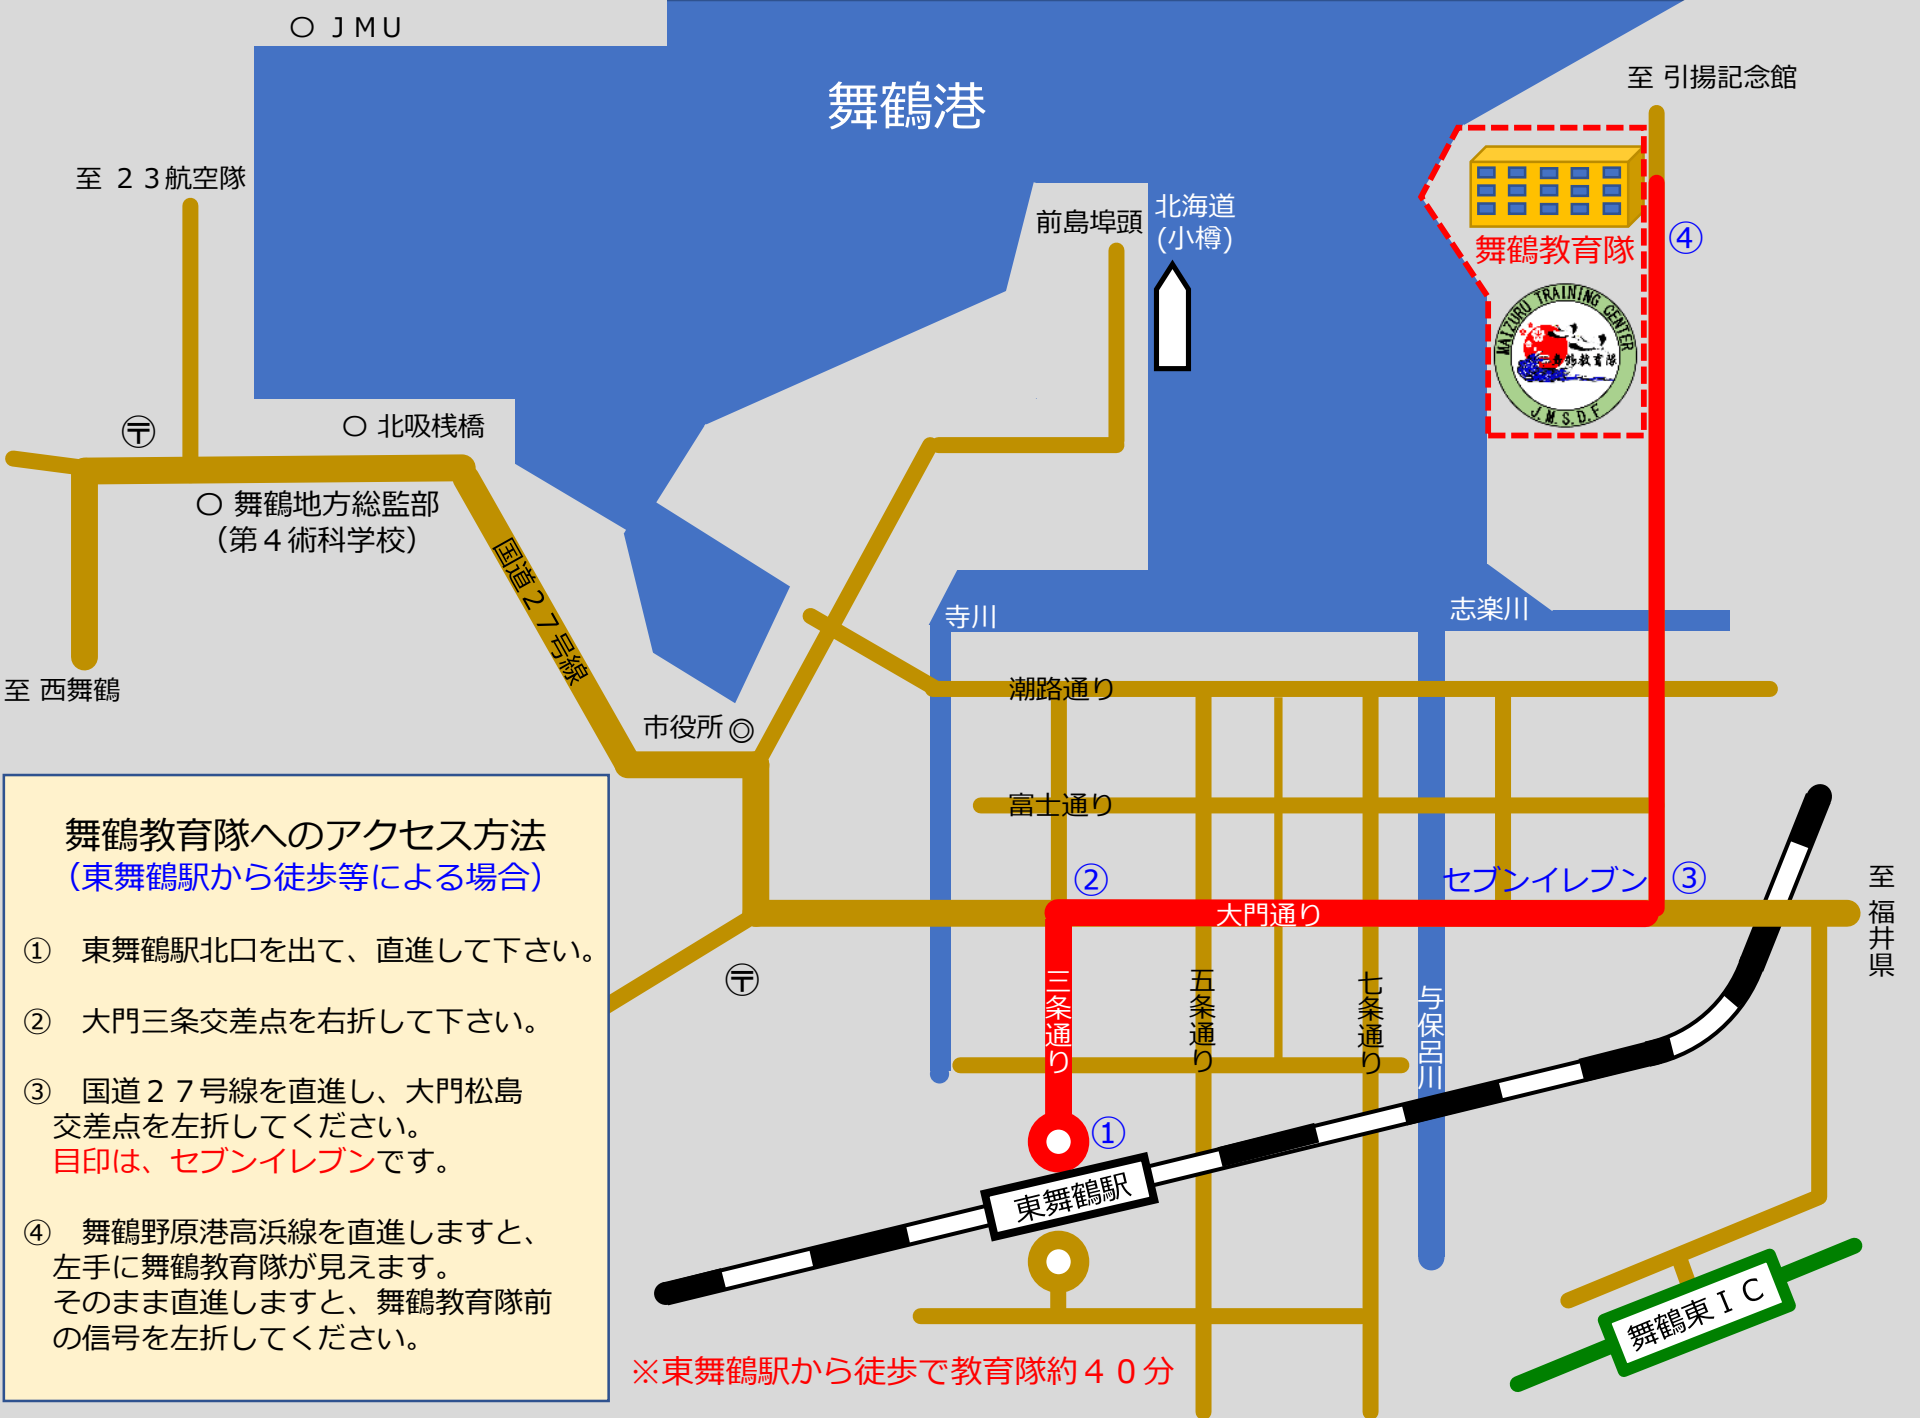 〇 ＪＭＵ
舞鶴港
至 引揚記念館
至 ２３航空隊
前島埠頭
北海道
(小樽)
舞鶴教育隊
④
MAIZURU TRAINING CENTER
舞鶴教育隊
J.M.S.D.F
〒
〇 北吸桟橋
〇 舞鶴地方総監部
（第４術科学校）
国道２７号線
至 西舞鶴
寺川
志楽川
潮路通り
市役所◎
富士通り
②
セブンイレブン
③
大門通り
至 福井県
〒
三条通り
五条通り
七条通り
与保呂川
①
東舞鶴駅
舞鶴東ＩＣ
舞鶴教育隊へのアクセス方法
（東舞鶴駅から徒歩等による場合）
①　東舞鶴駅北口を出て、直進して下さい。
②　大門三条交差点を右折して下さい。
③　国道２７号線を直進し、大門松島
交差点を左折してください。
目印は、セブンイレブンです。
④　舞鶴野原港高浜線を直進しますと、
左手に舞鶴教育隊が見えます。
そのまま直進しますと、舞鶴教育隊前
の信号を左折してください。
※東舞鶴駅から徒歩で教育隊約４０分